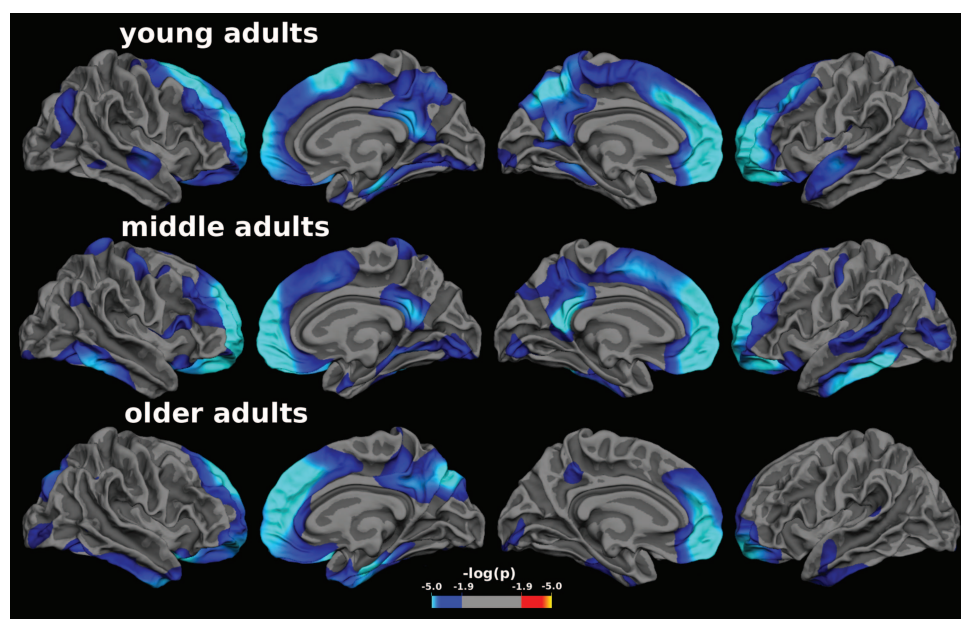 young adults
middle adults
older adults
-log(p)
-5.0 -1.9 -1.9 -5.0